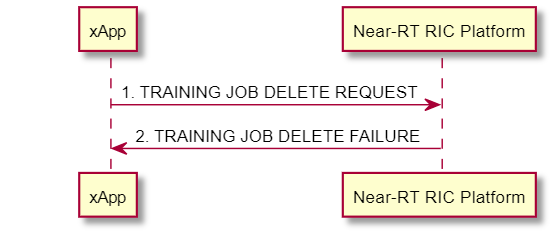 xApp
Near-RT RIC Platform
1. TRAINING JOB DELETE REQUEST
2. TRAINING JOB DELETE FAILURE
xApp
Near-RT RIC Platform